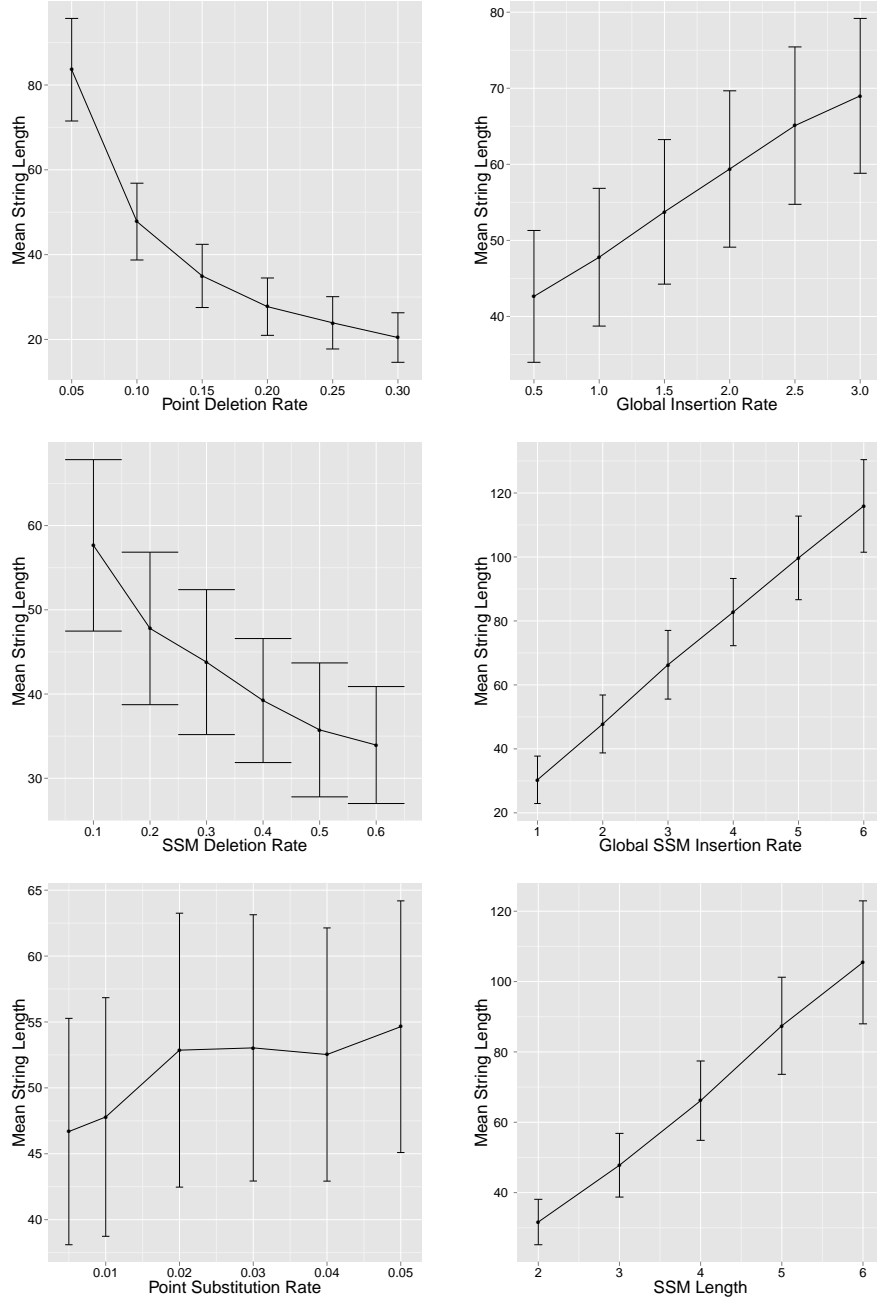 Mean String Length
80
60
40
20
0.05 0.10 0.15 0.20 0.25 0.30
Point Deletion Rate
Mean String Length
80
70
60
50
40
0.5 1.0 1.5 2.0 2.5 3.0
Global Insertion Rate
Mean String Length
60
50
40
30
0.1 0.2 0.3 0.4 0.5 0.6
SSM Deletion Rate
Mean String Length
120
100
80
60
40
20
1 2 3 4 5 6
Global SSM Insertion Rate
Mean String Length
65
60
55
50
45
40
0.01 0.02 0.03 0.04 0.05
Point Substitution Rate
Mean String Length
120
100
80
60
40
2 3 4 5 6
SSM Length